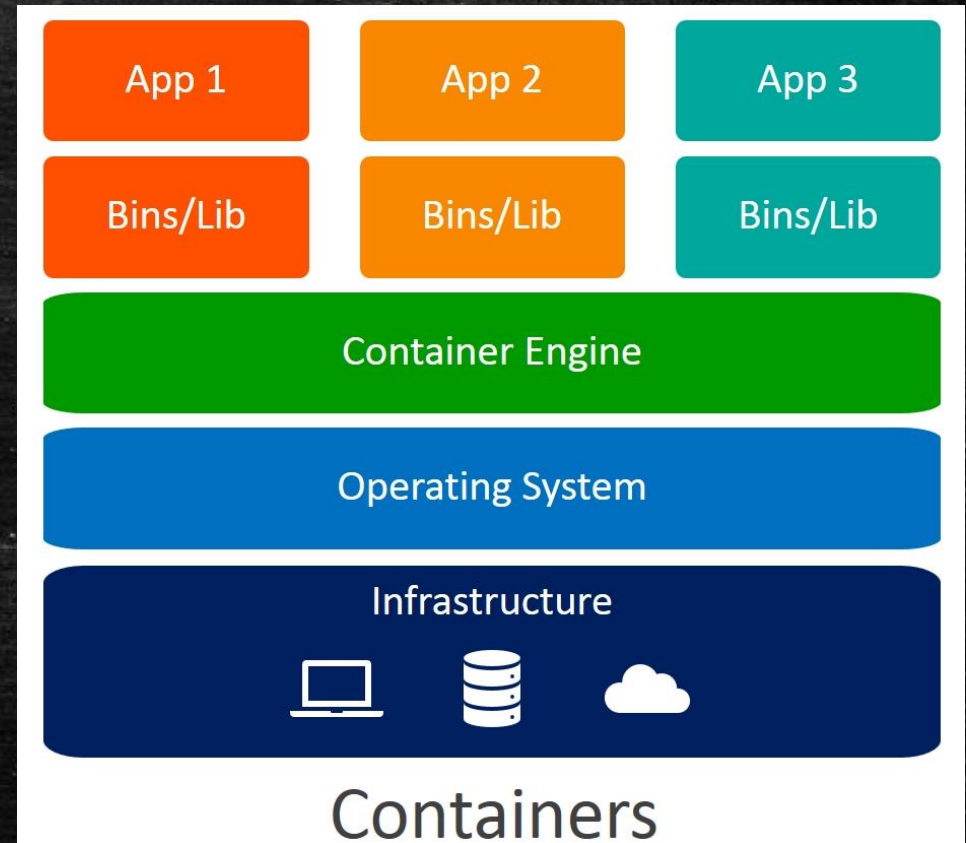 App 1 App 2 App 3
Bins/Lib Bins/Lib Bins/Lib
Container Engine
Operating System
Infrastructure
Containers